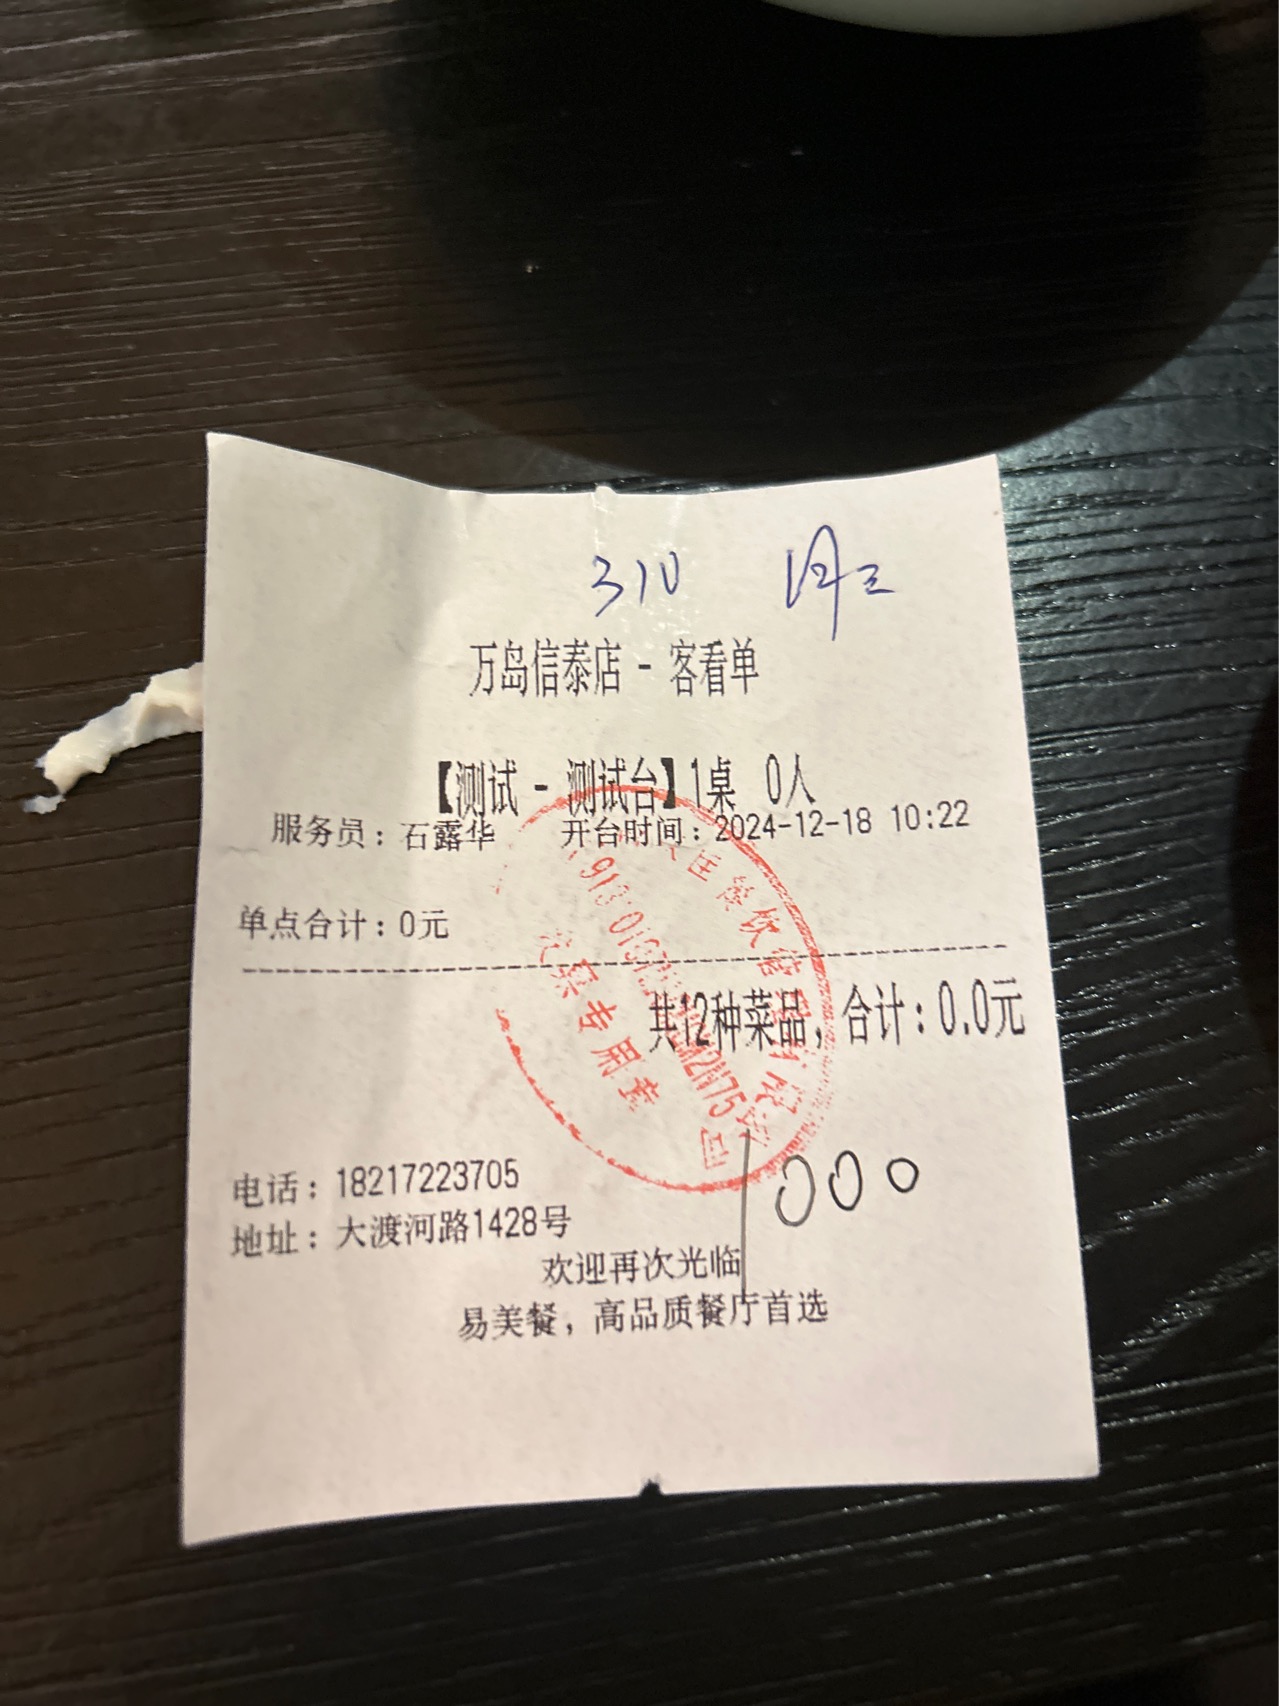 310
万岛信泰店 - 客看单
【测试 - 测试台】1桌 0人
服务员：石露华 开台时间：2024-12-18 10:22
单点合计：0元
共12种菜品，合计：0.0元
专用章
电话：18217223705
1000
地址：大渡河路1428号
欢迎再次光临
易美餐，高品质餐厅首选